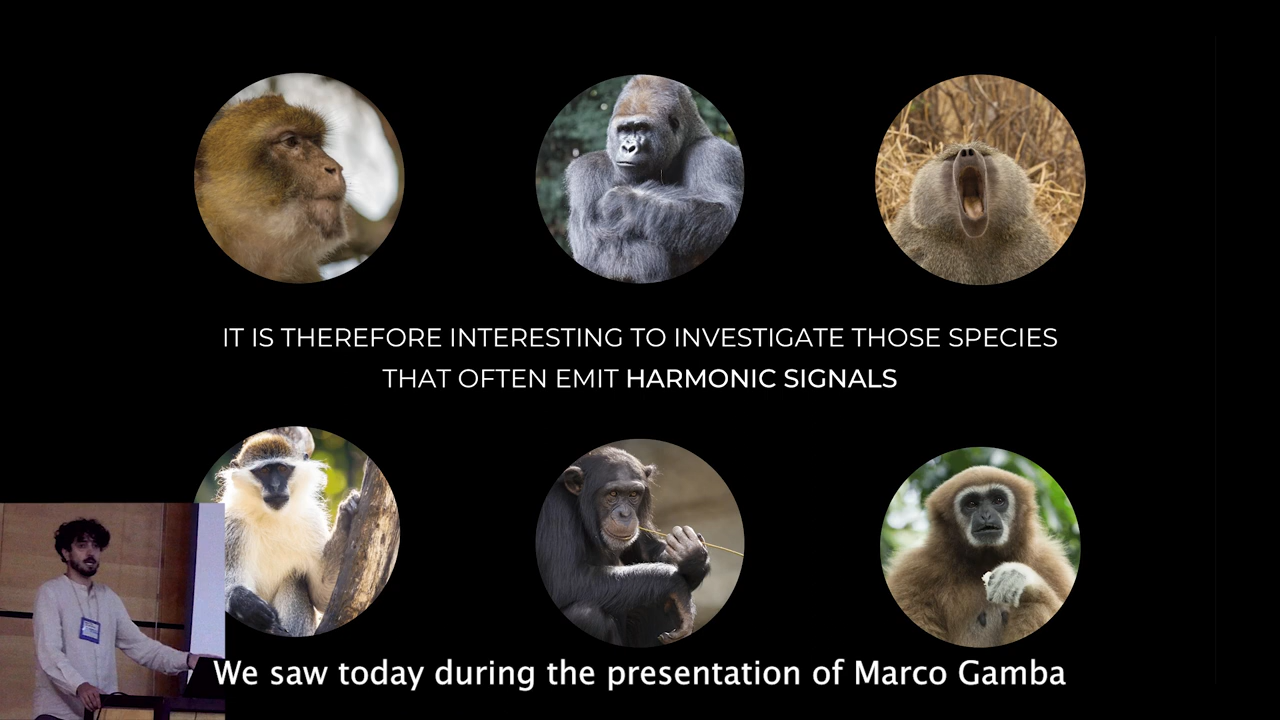 IT IS THEREFORE INTERESTING TO INVESTIGATE THOSE SPECIES
THAT OFTEN EMIT HARMONIC SIGNALS
We saw today during the presentation of Marco Gamba